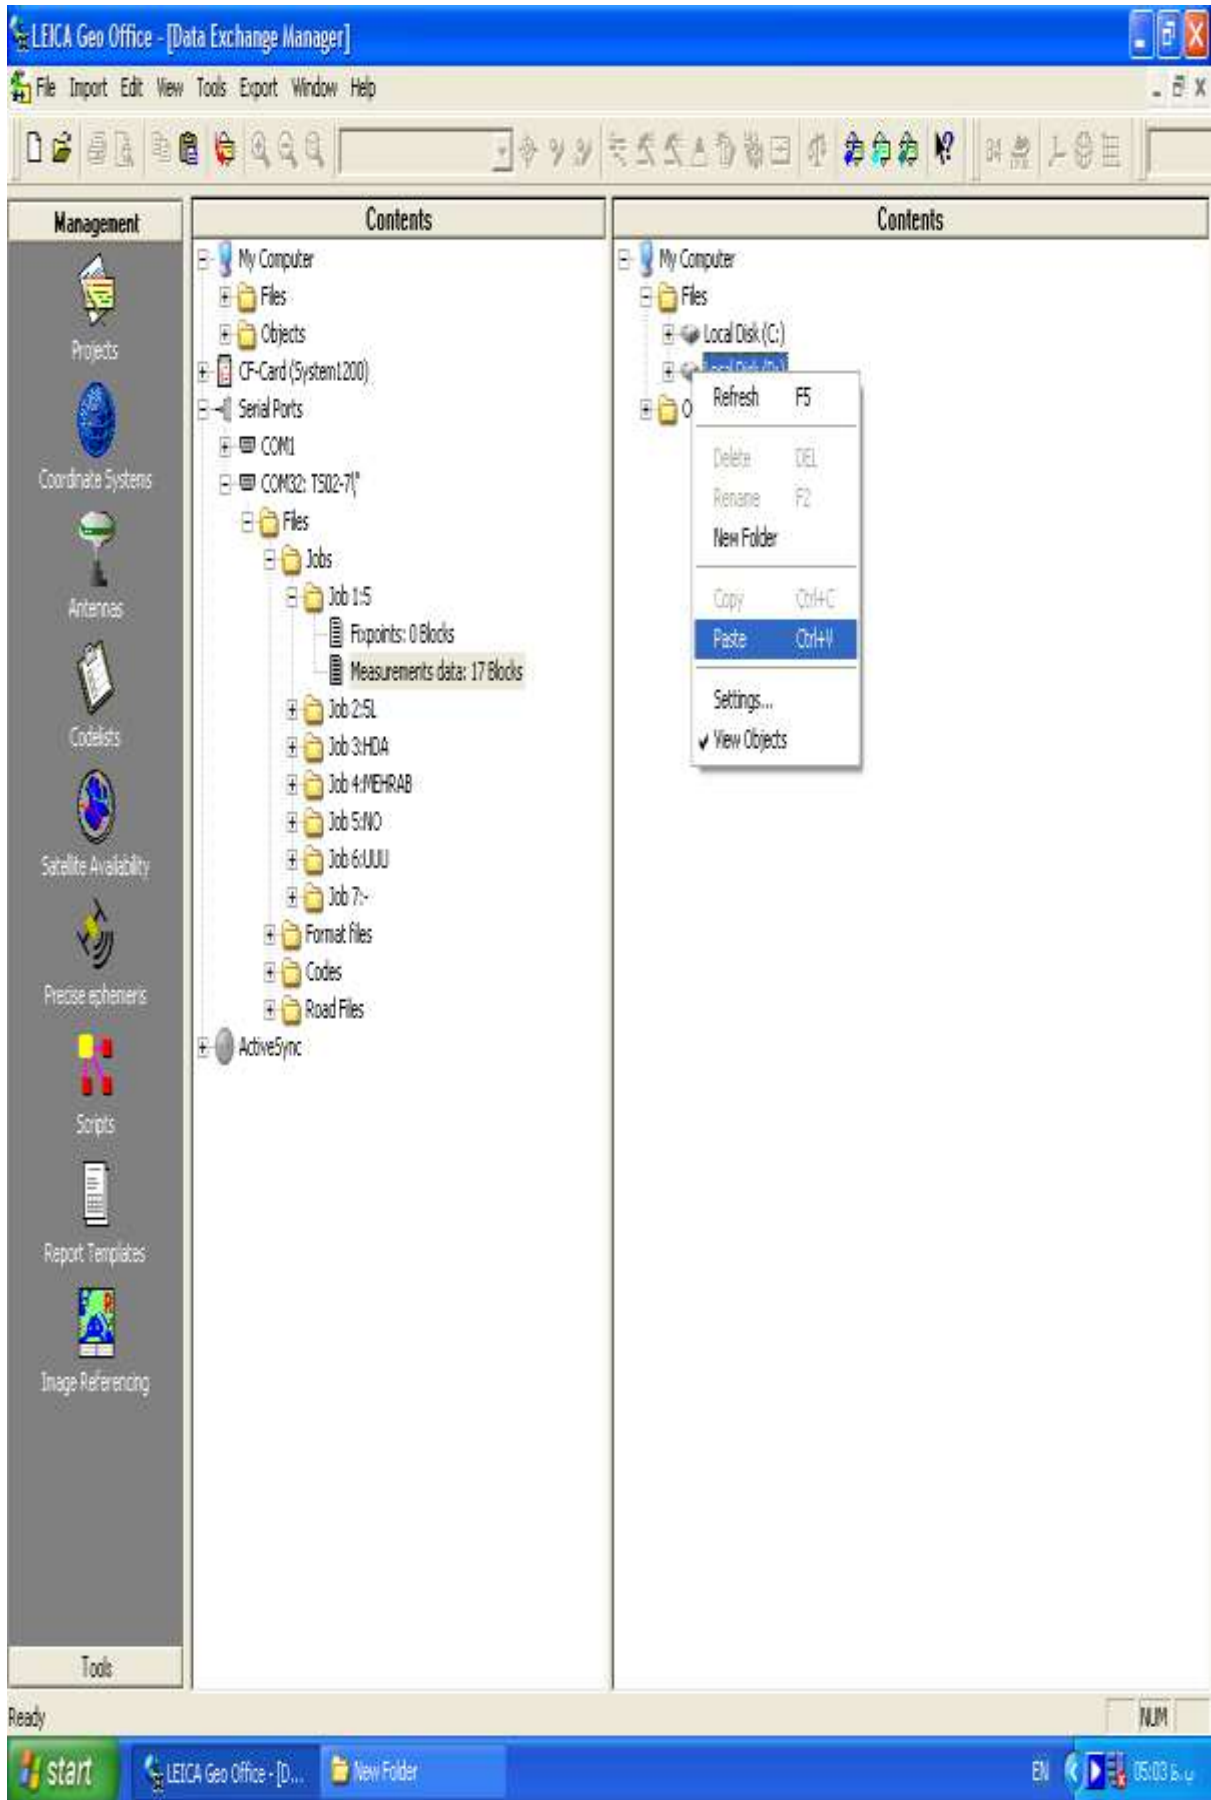 LEICA Geo Office - [Data Exchange Manager]
File Import Edit View Tools Export Window Help
Management
Projects
Coordinate Systems
Antennas
Codelists
Satellite Availability
Precise ephemeris
Scripts
Report Templates
Image Referencing
Tools
Contents
My Computer
Files
Objects
CF-Card (System1200)
Serial Ports
COM1
COM32: TS02-7\"
Files
Jobs
Job 1:5
Fixpoints: 0 Blocks
Measurements data: 17 Blocks
Job 2:5L
Job 3:HDA
Job 4:MEHRAB
Job 5:NO
Job 6:UUU
Job 7:-
Format files
Codes
Road Files
ActiveSync
Contents
My Computer
Files
Local Disk (C:)
Local Disk (D:)
O
Refresh F5
Delete DEL
Rename F2
New Folder
Copy Ctrl+C
Paste Ctrl+V
Settings...
View Objects
Ready
NUM
start
LEICA Geo Office - [D...
New Folder
EN
05:03 ب.ظ